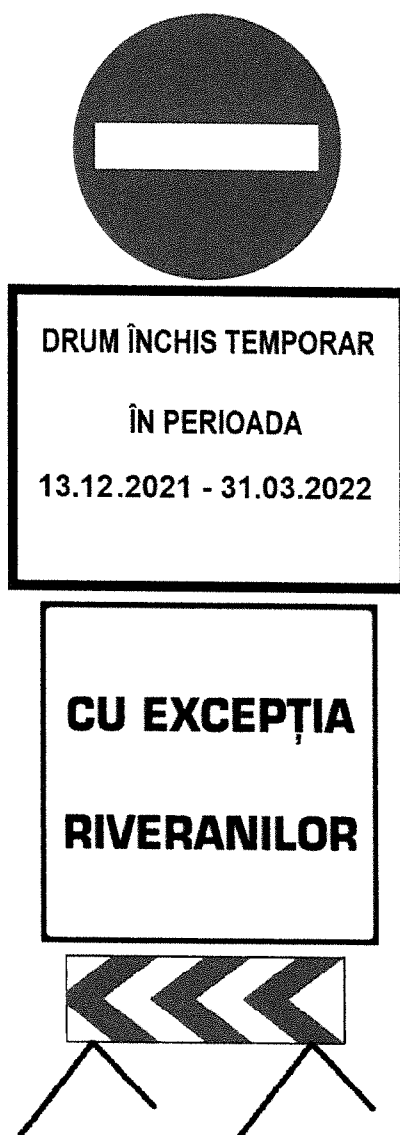 DRUM ÎNCHIS TEMPORAR
ÎN PERIOADA
13.12.2021 - 31.03.2022
CU EXCEPȚIA
RIVERANILOR